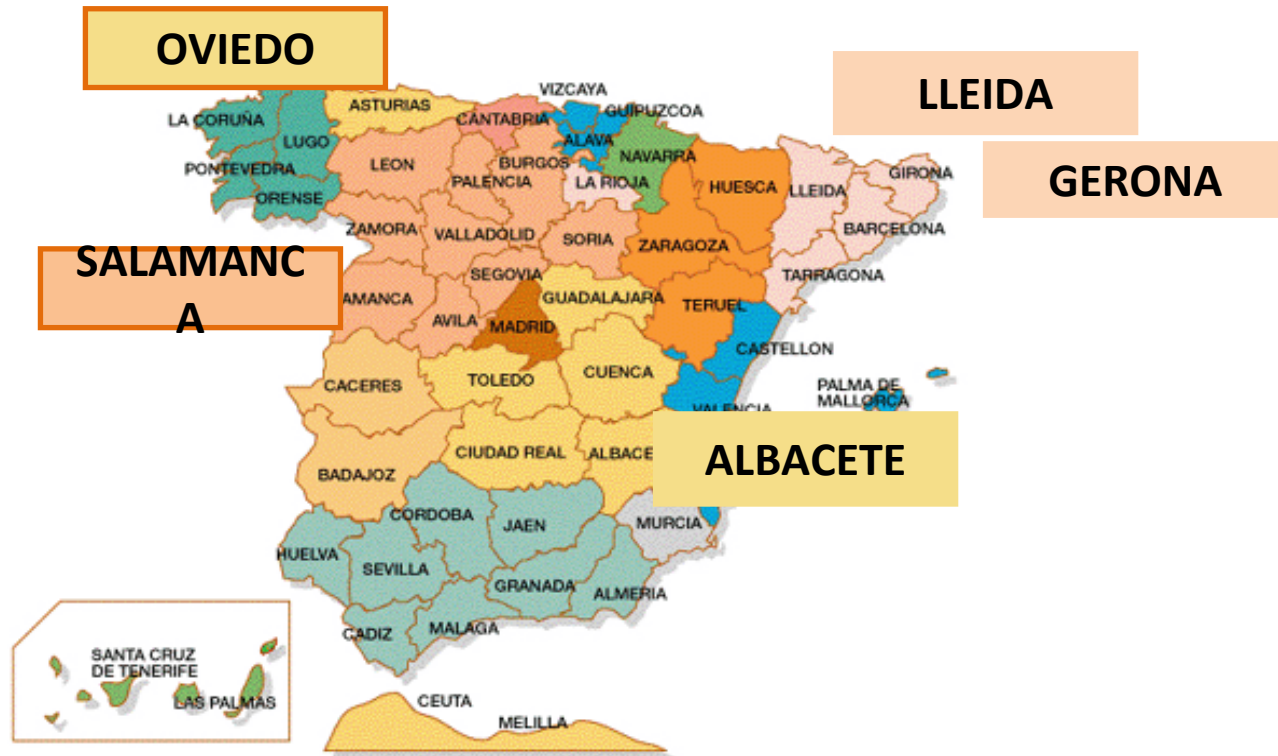 OVIEDO
LLEIDA
GERONA
SALAMANC
A
ALBACETE
VIZCAYA
ASTURIAS
CANTABRIA
GUIPUZCOA
LA CORUÑA
LUGO
ALAVA
NAVARRA
PONTEVEDRA
LEON
BURGOS
PALENCIA
LA RIOJA
HUESCA
LLEIDA
GIRONA
ORENSE
ZAMORA
VALLADOLID
SORIA
ZARAGOZA
BARCELONA
SEGOVIA
TARRAGONA
AMANCA
GUADALAJARA
TERUEL
AVILA
MADRID
CASTELLON
CACERES
TOLEDO
CUENCA
PALMA DE
MALLORCA
VALENCIA
CIUDAD REAL
ALBACE
BADAJOZ
CORDOBA
JAEN
MURCIA
HUELVA
SEVILLA
GRANADA
ALMERIA
CADIZ
MALAGA
SANTA CRUZ
DE TENERIFE
LAS PALMAS
CEUTA
MELILLA